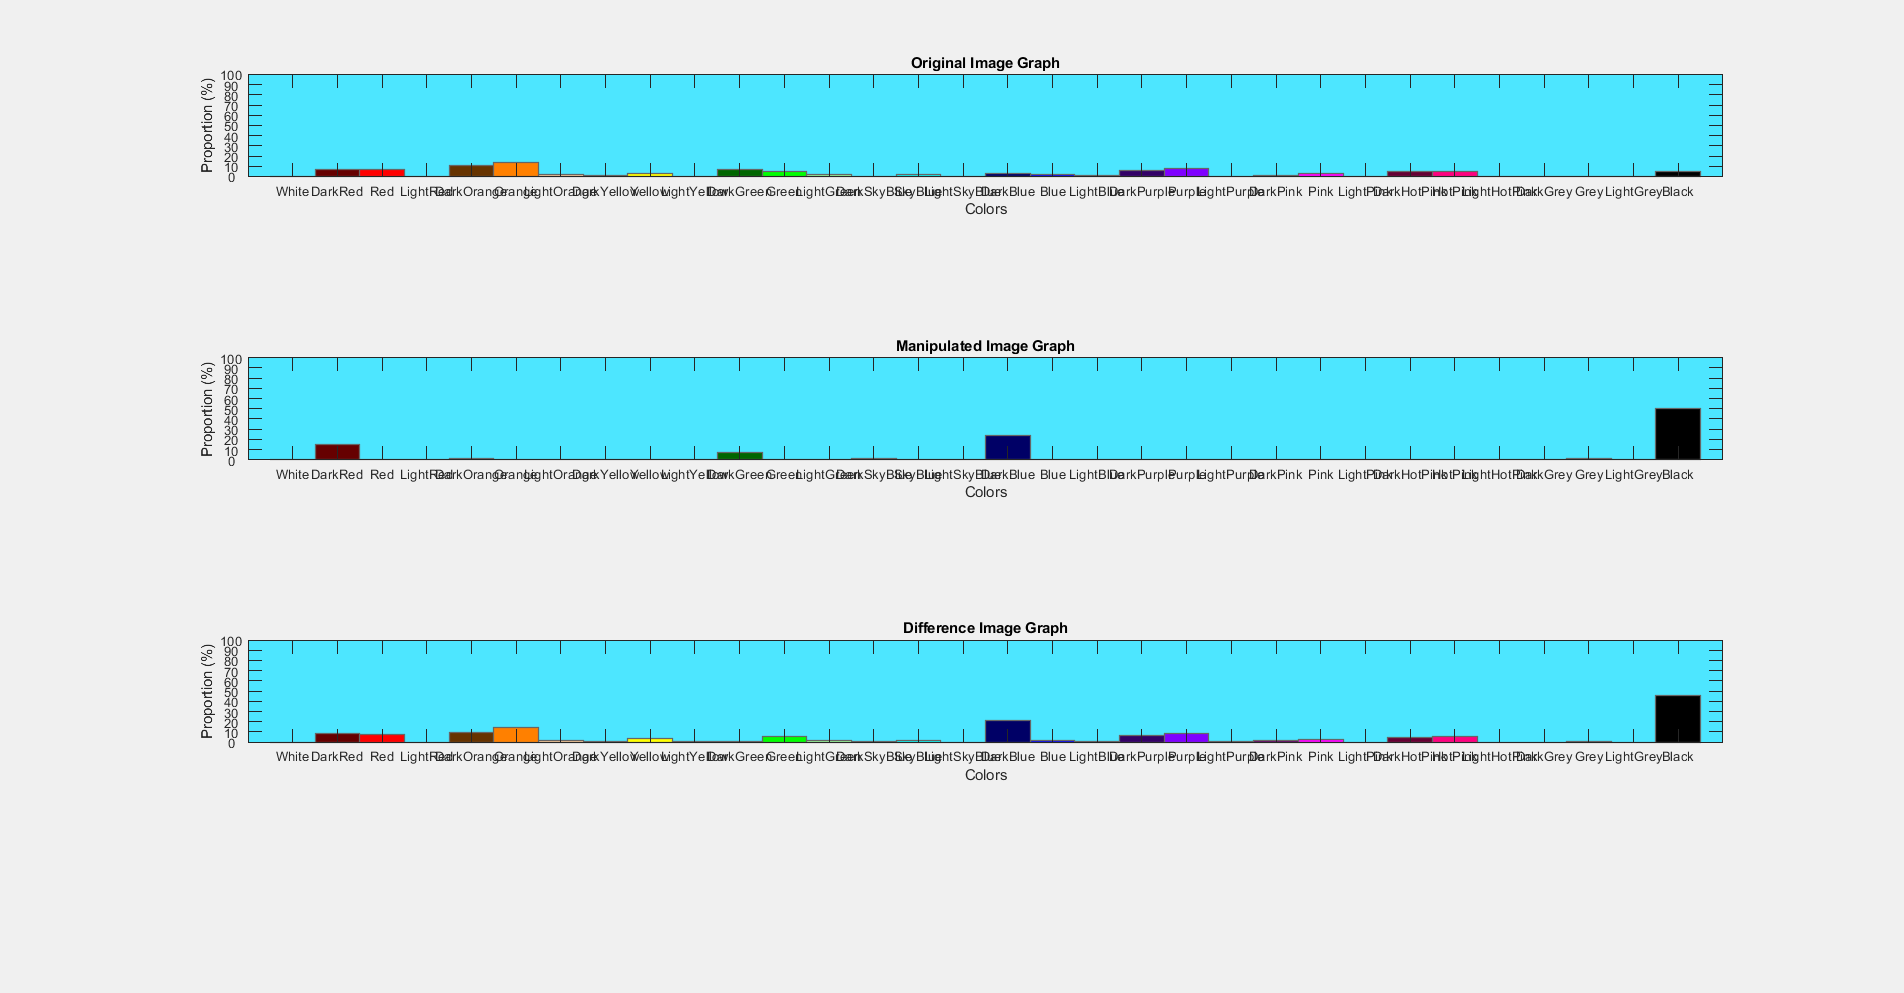 Original Image Graph
100
90
80
70
60
50
40
30
20
10
0
Proportion (%)
White DarkRed Red LightRed DarkOrange Orange LightOrange DarkYellow Yellow LightYellow DarkGreen Green LightGreen DarkSkyBlue SkyBlue LightSkyBlue DarkBlue Blue LightBlue DarkPurple Purple LightPurple DarkPink Pink LightPink DarkHotPink HotPink LightHotPink DarkGrey Grey LightGrey Black
Colors
Manipulated Image Graph
100
90
80
70
60
50
40
30
20
10
0
Proportion (%)
White DarkRed Red LightRed DarkOrange Orange LightOrange DarkYellow Yellow LightYellow DarkGreen Green LightGreen DarkSkyBlue SkyBlue LightSkyBlue DarkBlue Blue LightBlue DarkPurple Purple LightPurple DarkPink Pink LightPink DarkHotPink HotPink LightHotPink DarkGrey Grey LightGrey Black
Colors
Difference Image Graph
100
90
80
70
60
50
40
30
20
10
0
Proportion (%)
White DarkRed Red LightRed DarkOrange Orange LightOrange DarkYellow Yellow LightYellow DarkGreen Green LightGreen DarkSkyBlue SkyBlue LightSkyBlue DarkBlue Blue LightBlue DarkPurple Purple LightPurple DarkPink Pink LightPink DarkHotPink HotPink LightHotPink DarkGrey Grey LightGrey Black
Colors